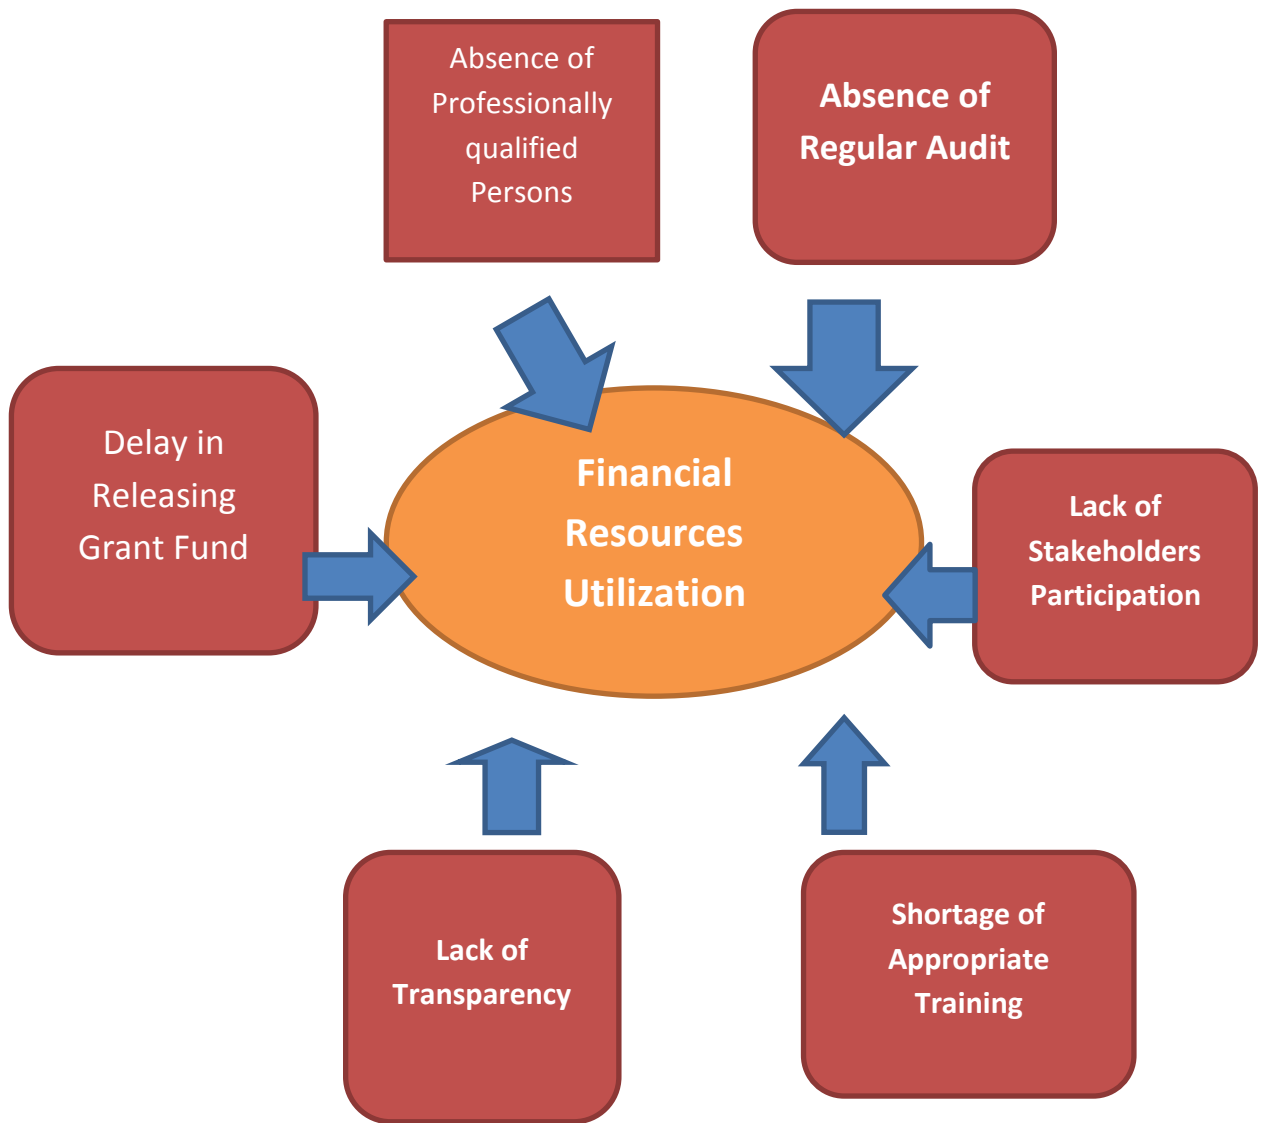 Absence of
Professionally
qualified
Persons
Absence of
Regular Audit
Delay in
Releasing
Grant Fund
Financial
Resources
Utilization
Lack of
Stakeholders
Participation
Lack of
Transparency
Shortage of
Appropriate
Training